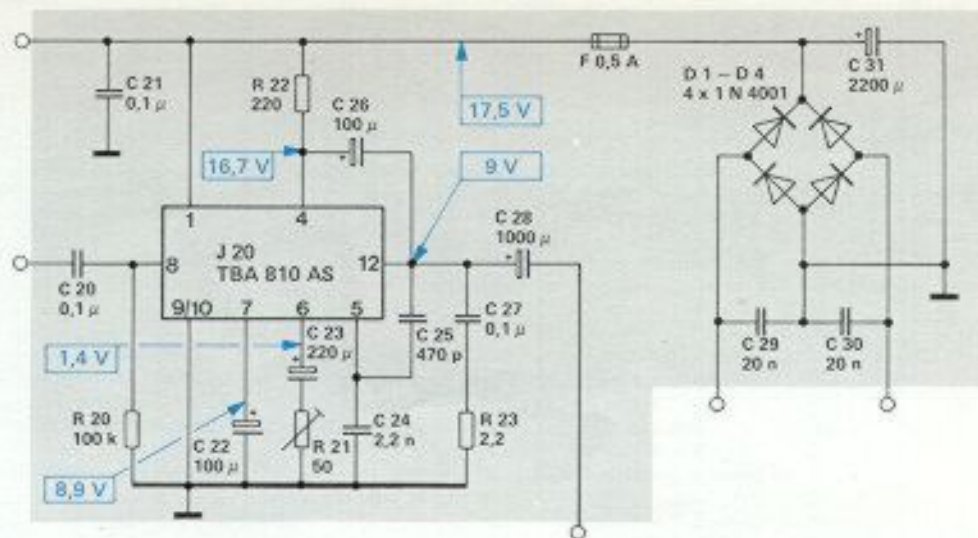 C 21
0,1 µ
R 22
220
C 26
100 µ
16,7 V
17,5 V
9 V
F 0,5 A
D 1 – D 4
4 x 1 N 4001
C 31
2200 µ
+
1
4
J 20
TBA 810 AS
8
12
9/10
7
6
5
C 20
0,1 µ
C 28
1000 µ
C 23
220 µ
C 25
470 p
C 27
0,1 µ
1,4 V
R 20
100 k
C 22
100 µ
R 21
50
C 24
2,2 n
R 23
2,2
8,9 V
C 29
20 n
C 30
20 n
+
+
+
+